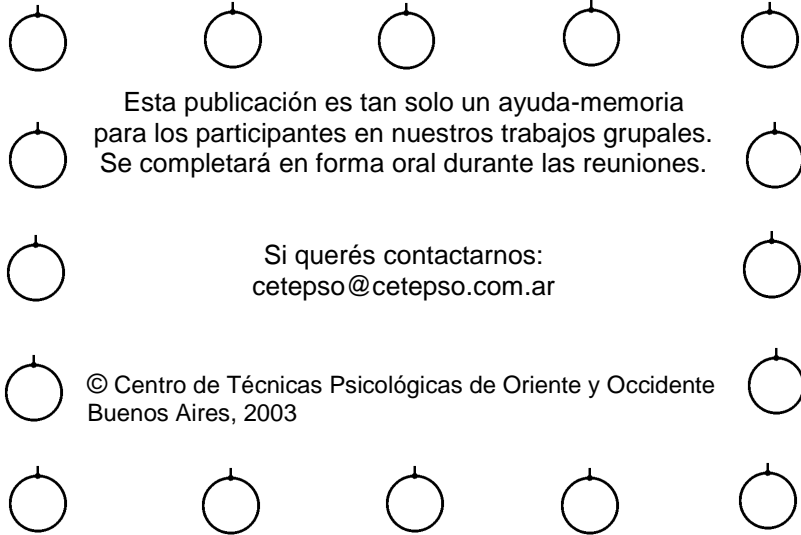 Esta publicación es tan solo un ayuda-memoria
para los participantes en nuestros trabajos grupales.
Se completará en forma oral durante las reuniones.
Si querés contactarnos:
cetepso@cetepso.com.ar
© Centro de Técnicas Psicológicas de Oriente y Occidente
Buenos Aires, 2003